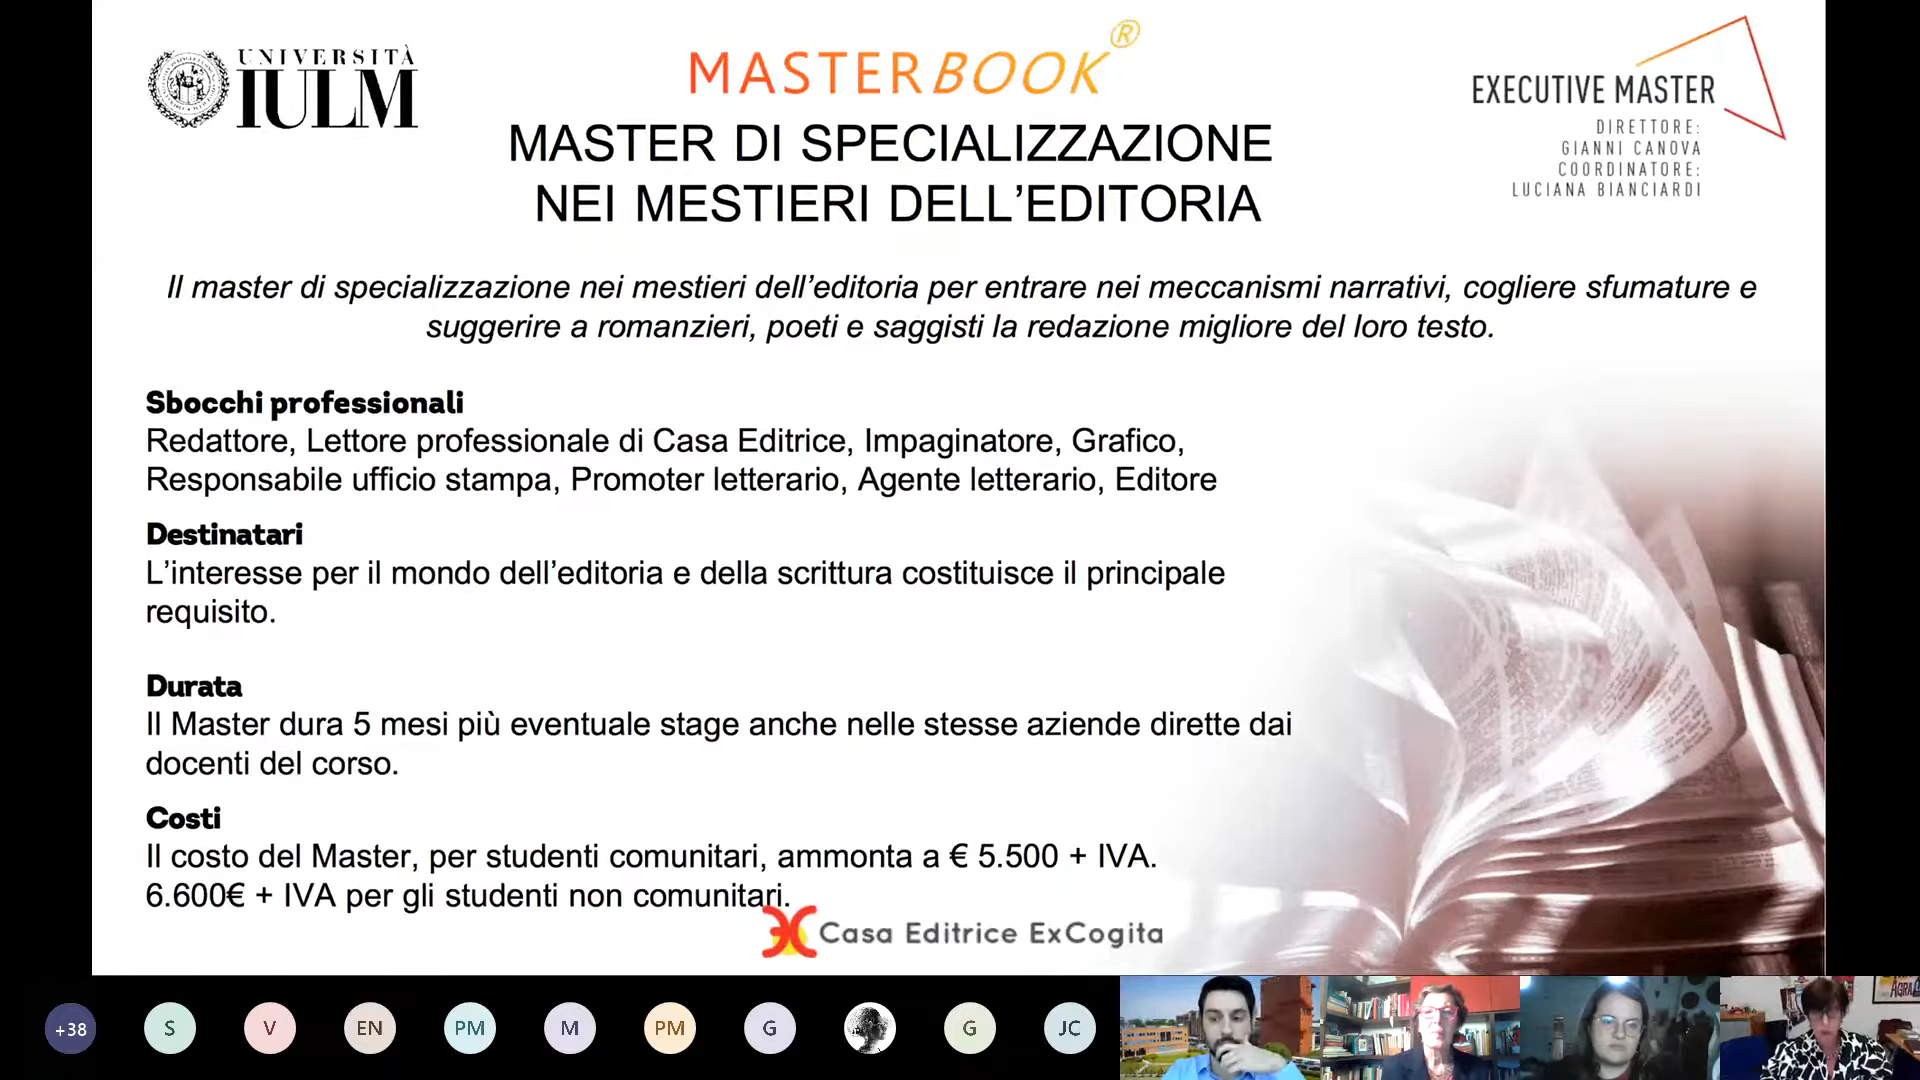 UNIVERSITÀ
IULM
MASTERBOOK®
EXECUTIVE MASTER
DIRETTORE:
GIANNI CANOVA
COORDINATORE:
LUCIANA BIANCIARDI
MASTER DI SPECIALIZZAZIONE
NEI MESTIERI DELL’EDITORIA
Il master di specializzazione nei mestieri dell’editoria per entrare nei meccanismi narrativi, cogliere sfumature e
suggerire a romanzieri, poeti e saggisti la redazione migliore del loro testo.
Sbocchi professionali
Redattore, Lettore professionale di Casa Editrice, Impaginatore, Grafico,
Responsabile ufficio stampa, Promoter letterario, Agente letterario, Editore
Destinatari
L’interesse per il mondo dell’editoria e della scrittura costituisce il principale
requisito.
Durata
Il Master dura 5 mesi più eventuale stage anche nelle stesse aziende dirette dai
docenti del corso.
Costi
Il costo del Master, per studenti comunitari, ammonta a € 5.500 + IVA.
6.600€ + IVA per gli studenti non comunitari.
Casa Editrice ExCogita
+38
S
V
EN
PM
M
PM
G
G
JC